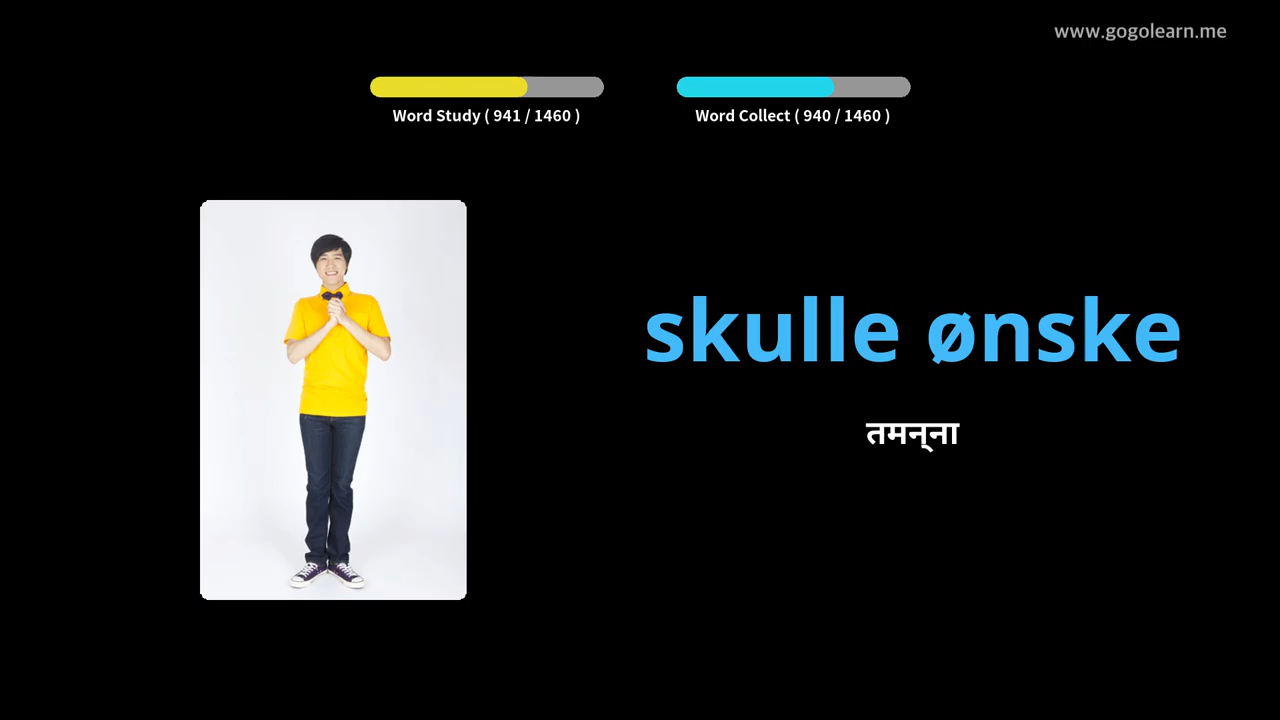 www.gogolearn.me
Word Study ( 941 / 1460 )
Word Collect ( 940 / 1460 )
skulle ønske
तमन्‌ना